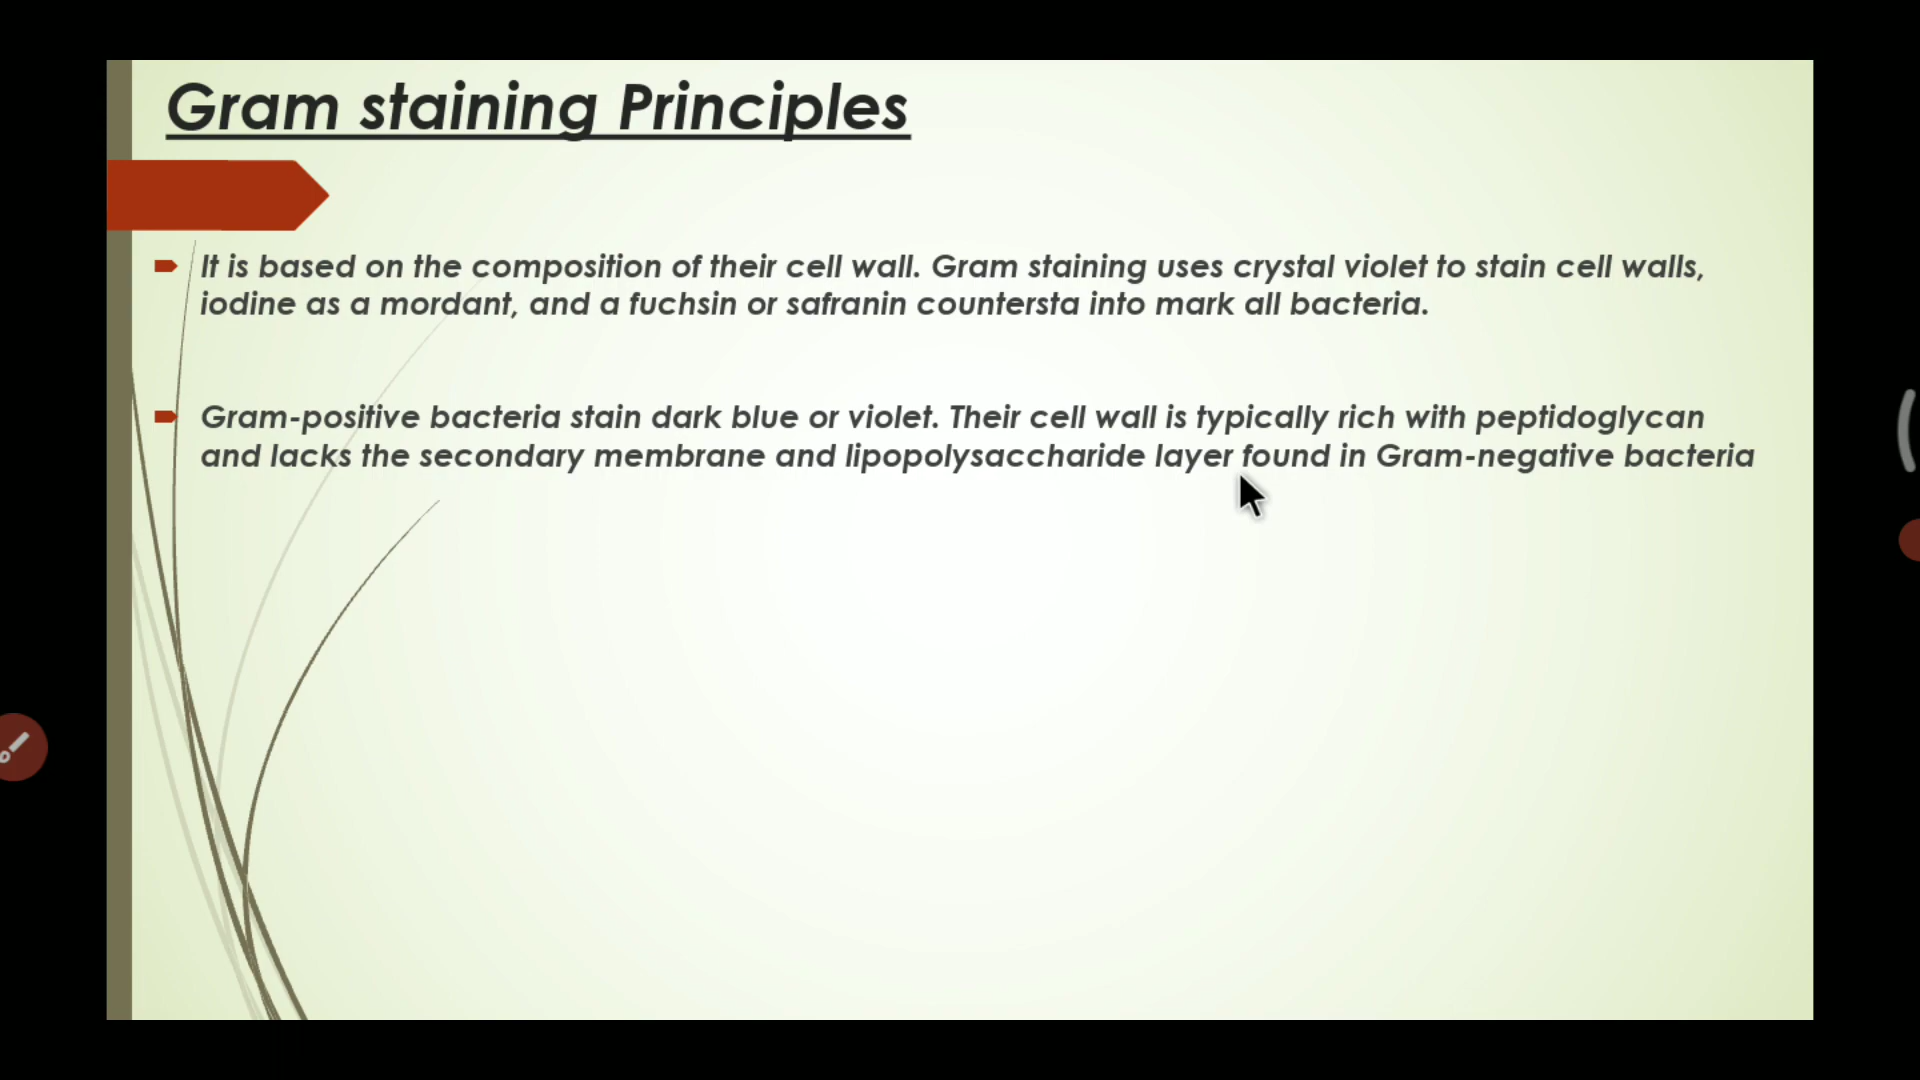 Gram staining Principles
It is based on the composition of their cell wall. Gram staining uses crystal violet to stain cell walls,
iodine as a mordant, and a fuchsin or safranin countersta into mark all bacteria.
Gram-positive bacteria stain dark blue or violet. Their cell wall is typically rich with peptidoglycan
and lacks the secondary membrane and lipopolysaccharide layer found in Gram-negative bacteria